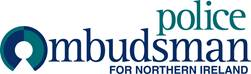 police
Ombudsman
FOR NORTHERN IRELAND